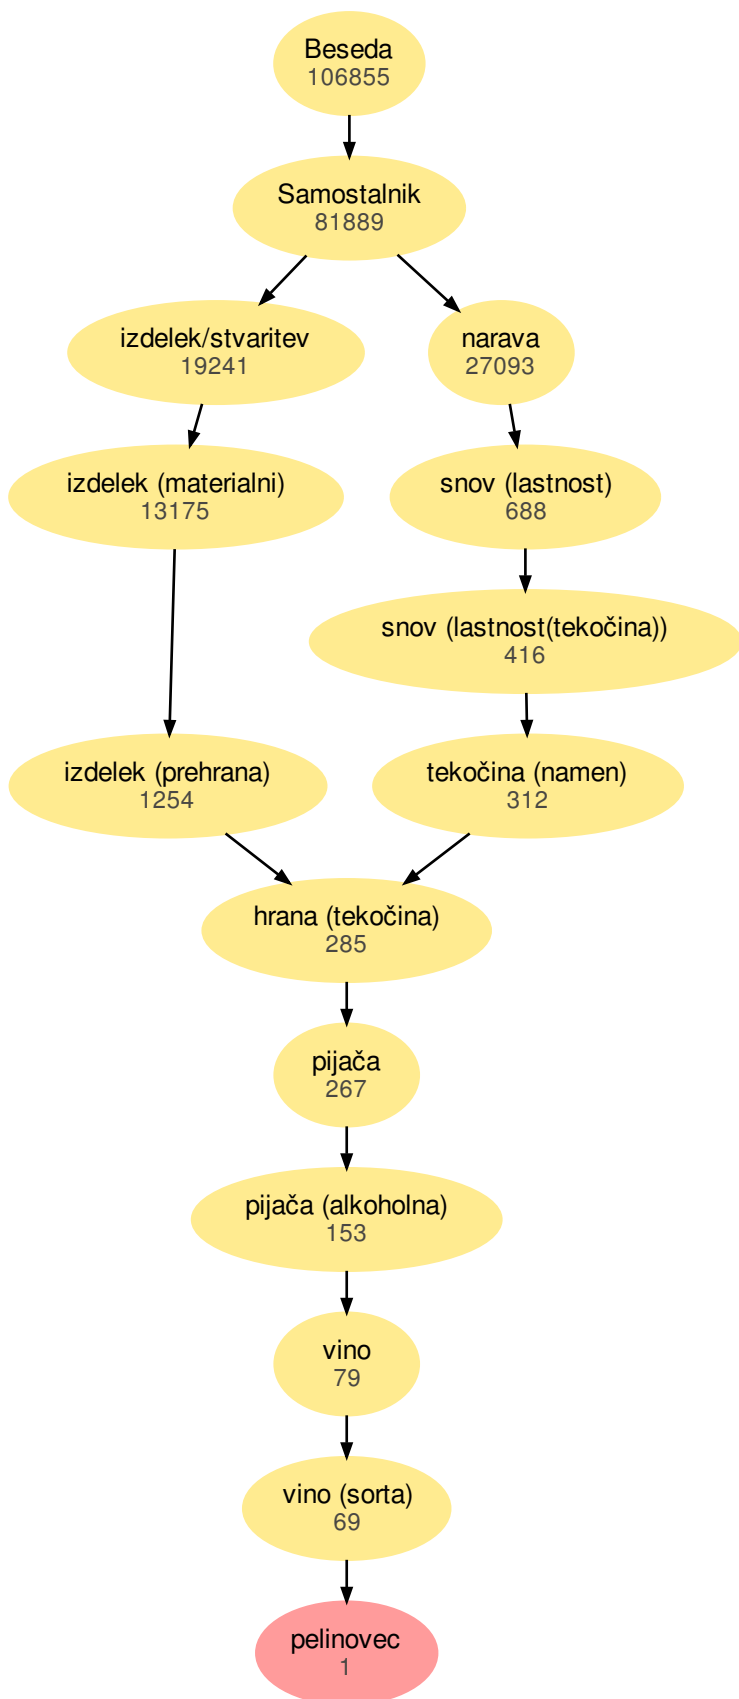 Beseda
106855
Samostalnik
81889
izdelek/stvaritev
19241
narava
27093
izdelek (materialni)
13175
snov (lastnost)
688
snov (lastnost(tekočina))
416
izdelek (prehrana)
1254
tekočina (namen)
312
hrana (tekočina)
285
pijača
267
pijača (alkoholna)
153
vino
79
vino (sorta)
69
pelinovec
1